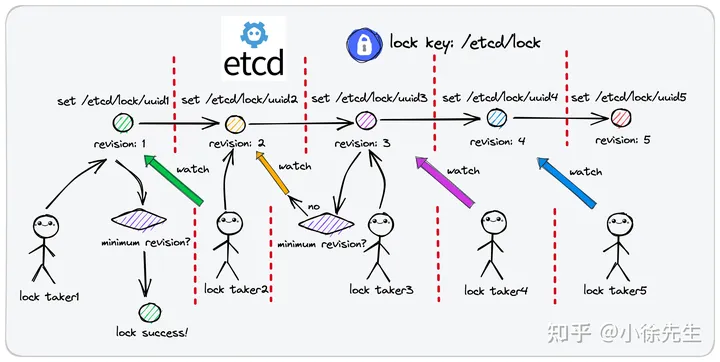 etcd
lock key: /etcd/lock
set /etcd/lock/uuid1
set /etcd/lock/uuid2
set /etcd/lock/uuid3
set /etcd/lock/uuid4
set /etcd/lock/uuid5
revision: 1
revision: 2
revision: 3
revision: 4
revision: 5
watch
watch
watch
watch
no
minimum revision?
minimum revision?
lock taker1
lock taker2
lock taker3
lock taker4
lock taker5
lock success!
知乎 @小徐先生